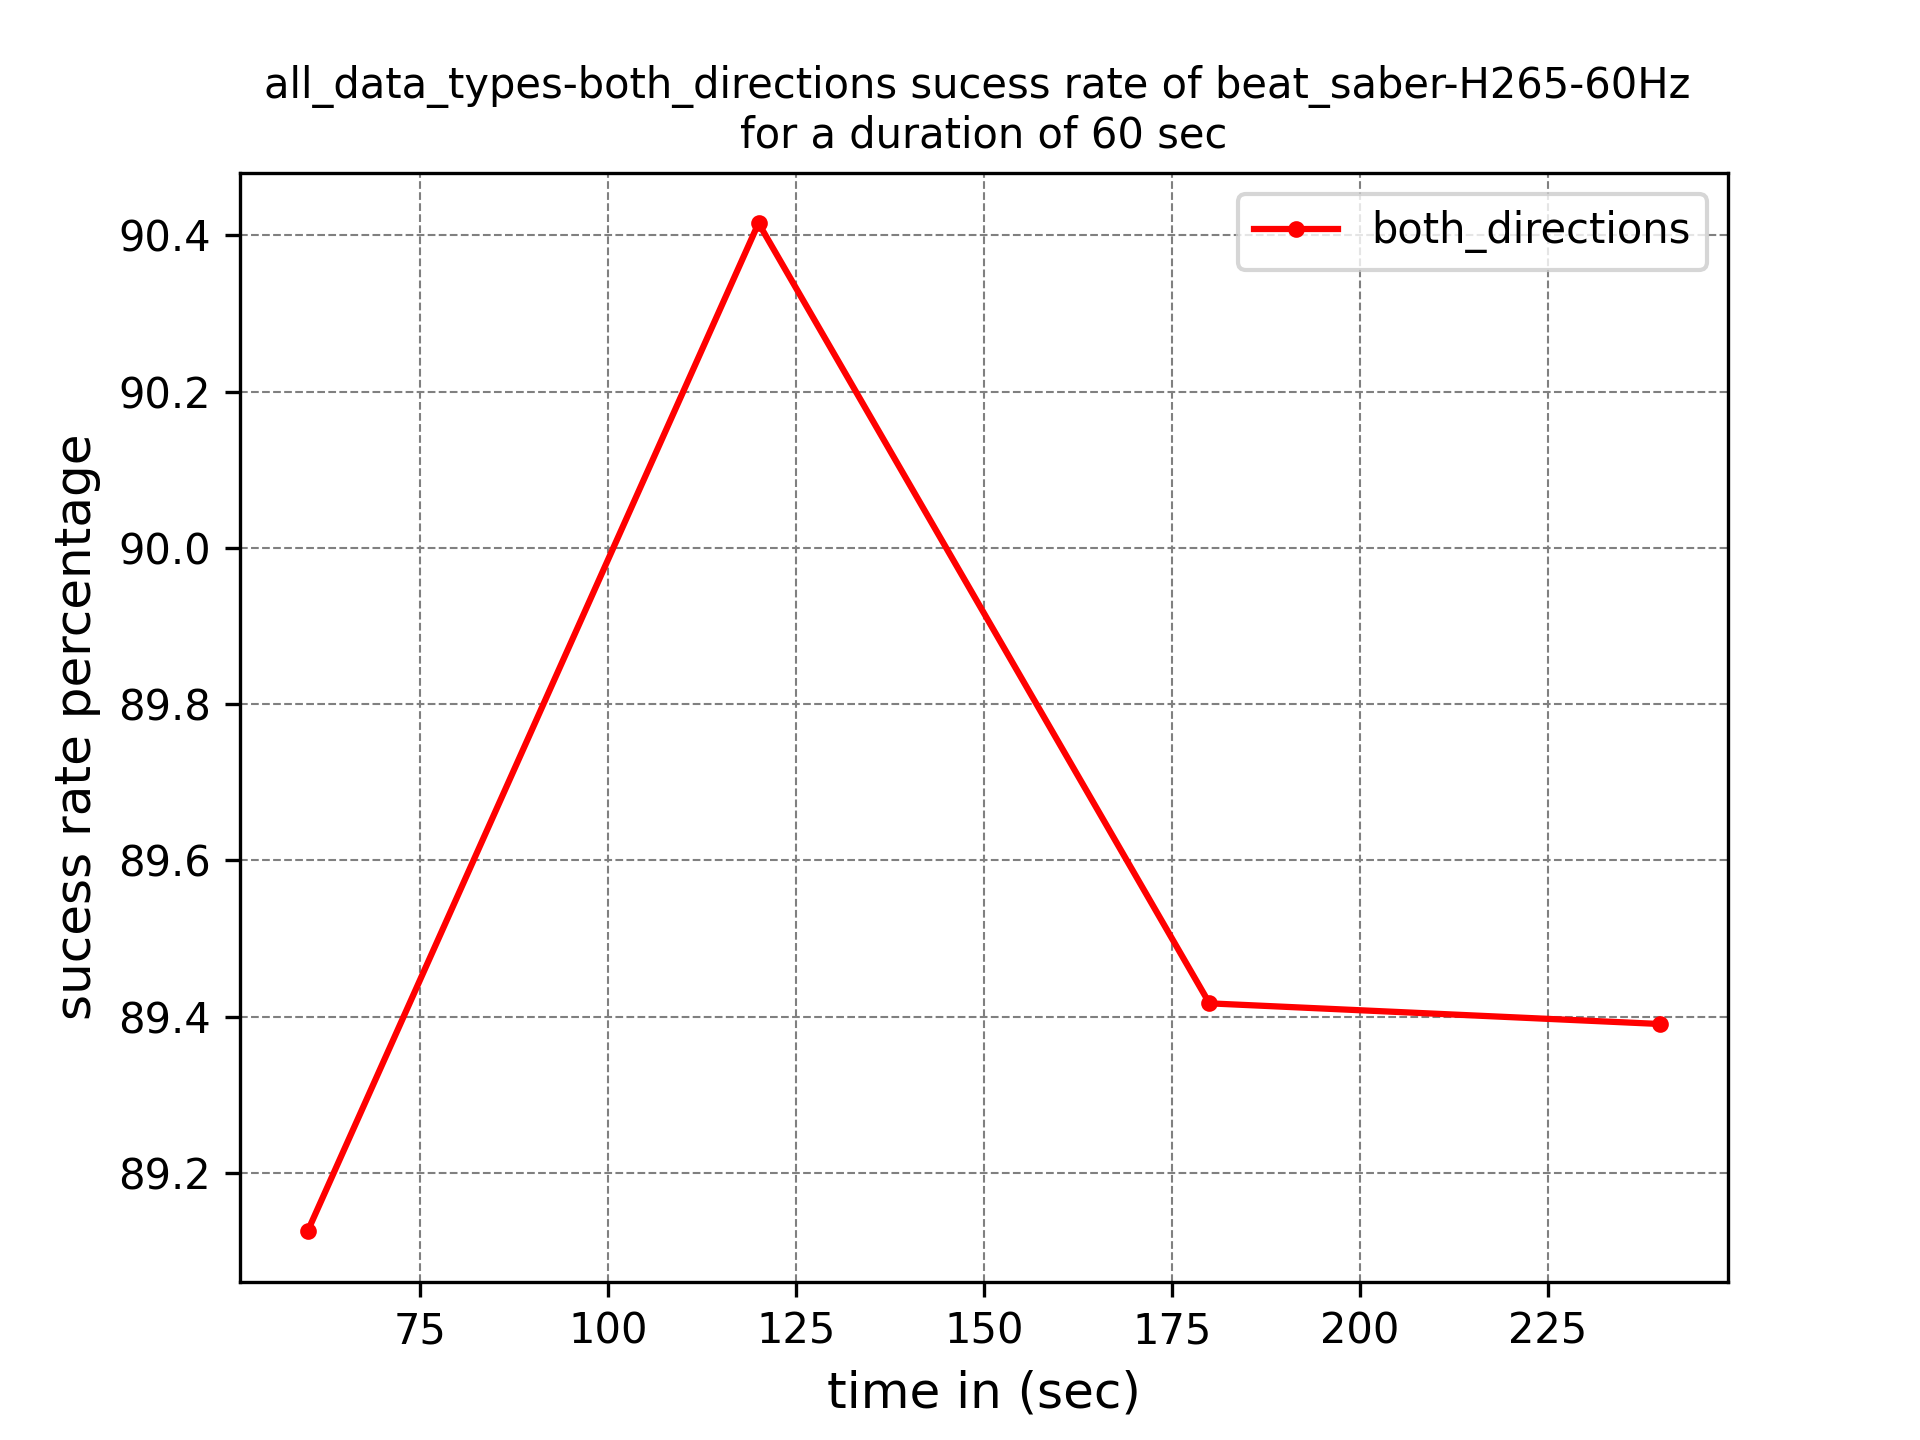 all_data_types-both_directions sucess rate of beat_saber-H265-60Hz
for a duration of 60 sec
both_directions
90.4
90.2
90.0
89.8
89.6
89.4
89.2
sucess rate percentage
75 100 125 150 175 200 225
time in (sec)